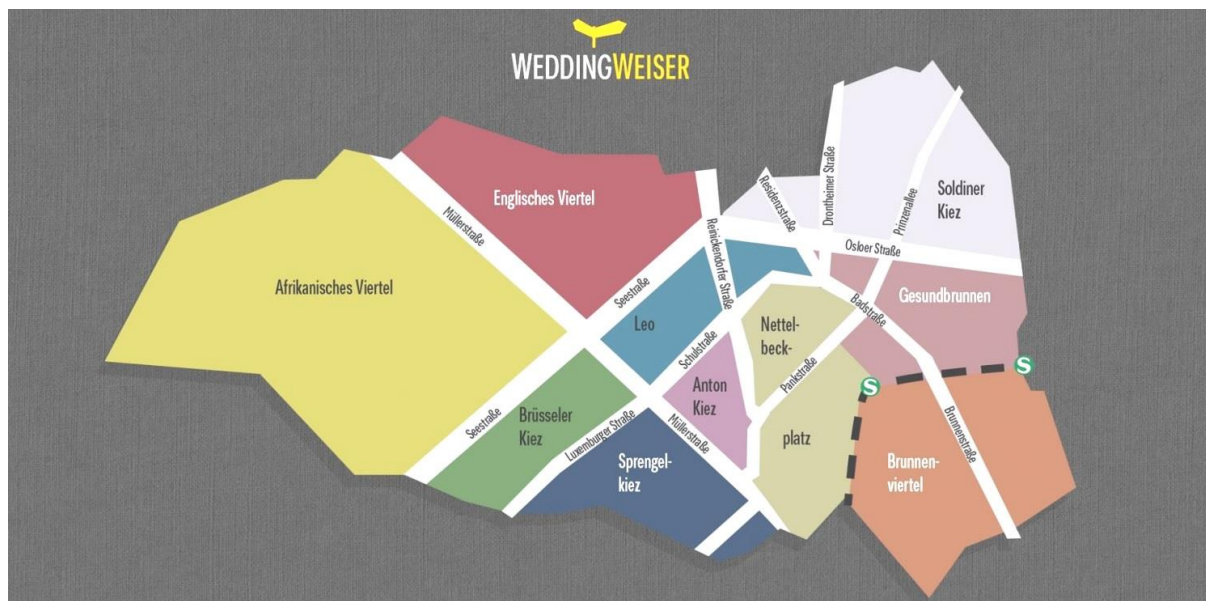 WEDDINGWEISER
Englisches Viertel
Müllerstraße
Afrikanisches Viertel
Seestraße
Reinickendorfer Straße
Residenzstraße
Drontheimer Straße
Prinzenallee
Soldiner
Kiez
Osloer Straße
Gesundbrunnen
Badstraße
Leo
Schulstraße
Nettel-
beck-
Pankstraße
Anton
Kiez
S
S
Seestraße
Brüsseler
Kiez
Luxemburger Straße
Müllerstraße
platz
Brunnenstraße
Sprengel-
kiez
Brunnen-
viertel